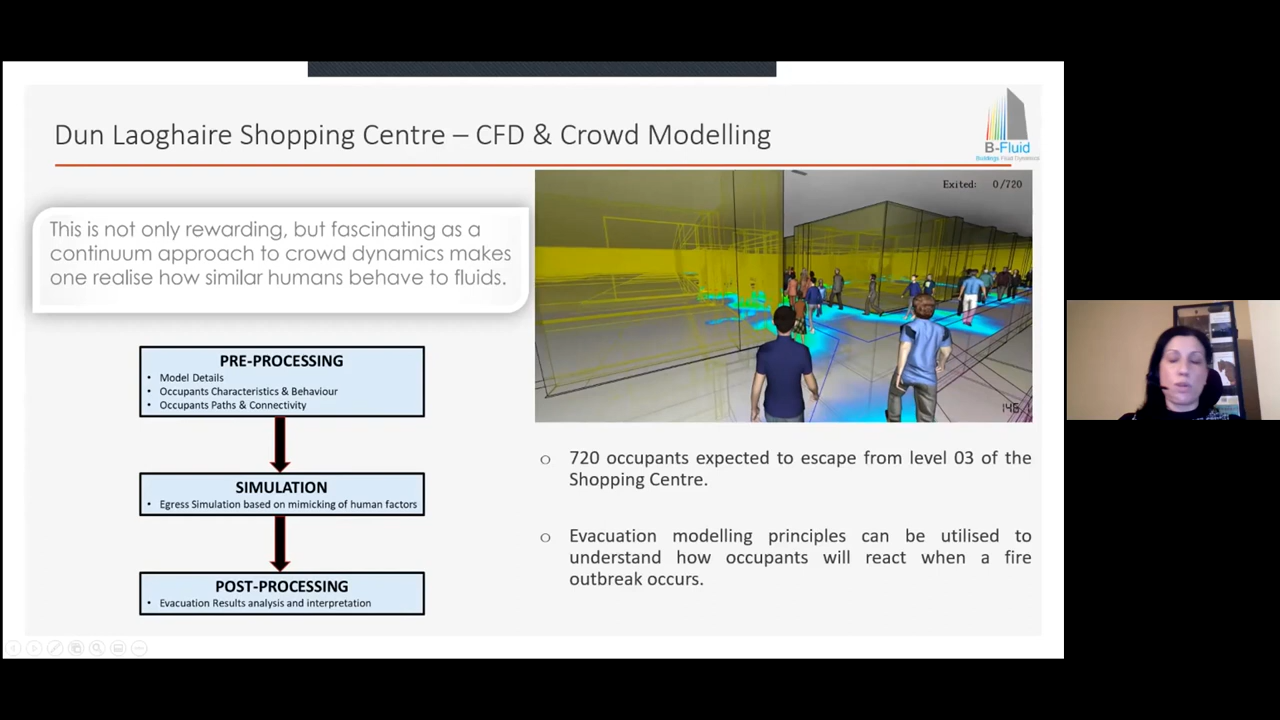 Dun Laoghaire Shopping Centre – CFD & Crowd Modelling
B-Fluid
Buildings Fluid Dynamics
This is not only rewarding, but fascinating as a
continuum approach to crowd dynamics makes
one realise how similar humans behave to fluids.
Exited: 0/720
PRE-PROCESSING
• Model Details
• Occupants Characteristics & Behaviour
• Occupants Paths & Connectivity
SIMULATION
• Egress Simulation based on mimicking of human factors
POST-PROCESSING
• Evacuation Results analysis and interpretation
o 720 occupants expected to escape from level 03 of the
Shopping Centre.
o Evacuation modelling principles can be utilised to
understand how occupants will react when a fire
outbreak occurs.